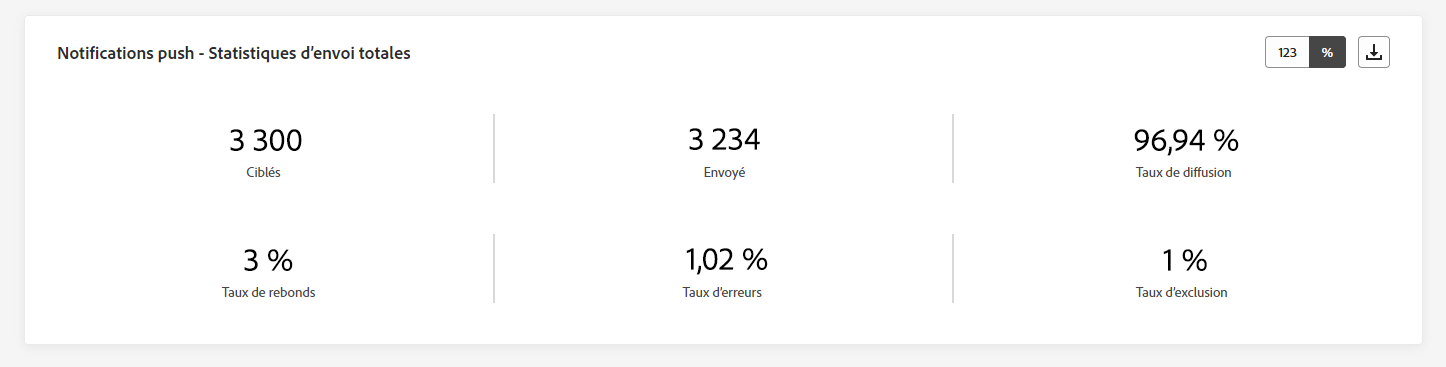 Notifications push - Statistiques d’envoi totales
123 %
3 300
Ciblés
3 234
Envoyé
96,94 %
Taux de diffusion
3 %
Taux de rebonds
1,02 %
Taux d’erreurs
1 %
Taux d’exclusion